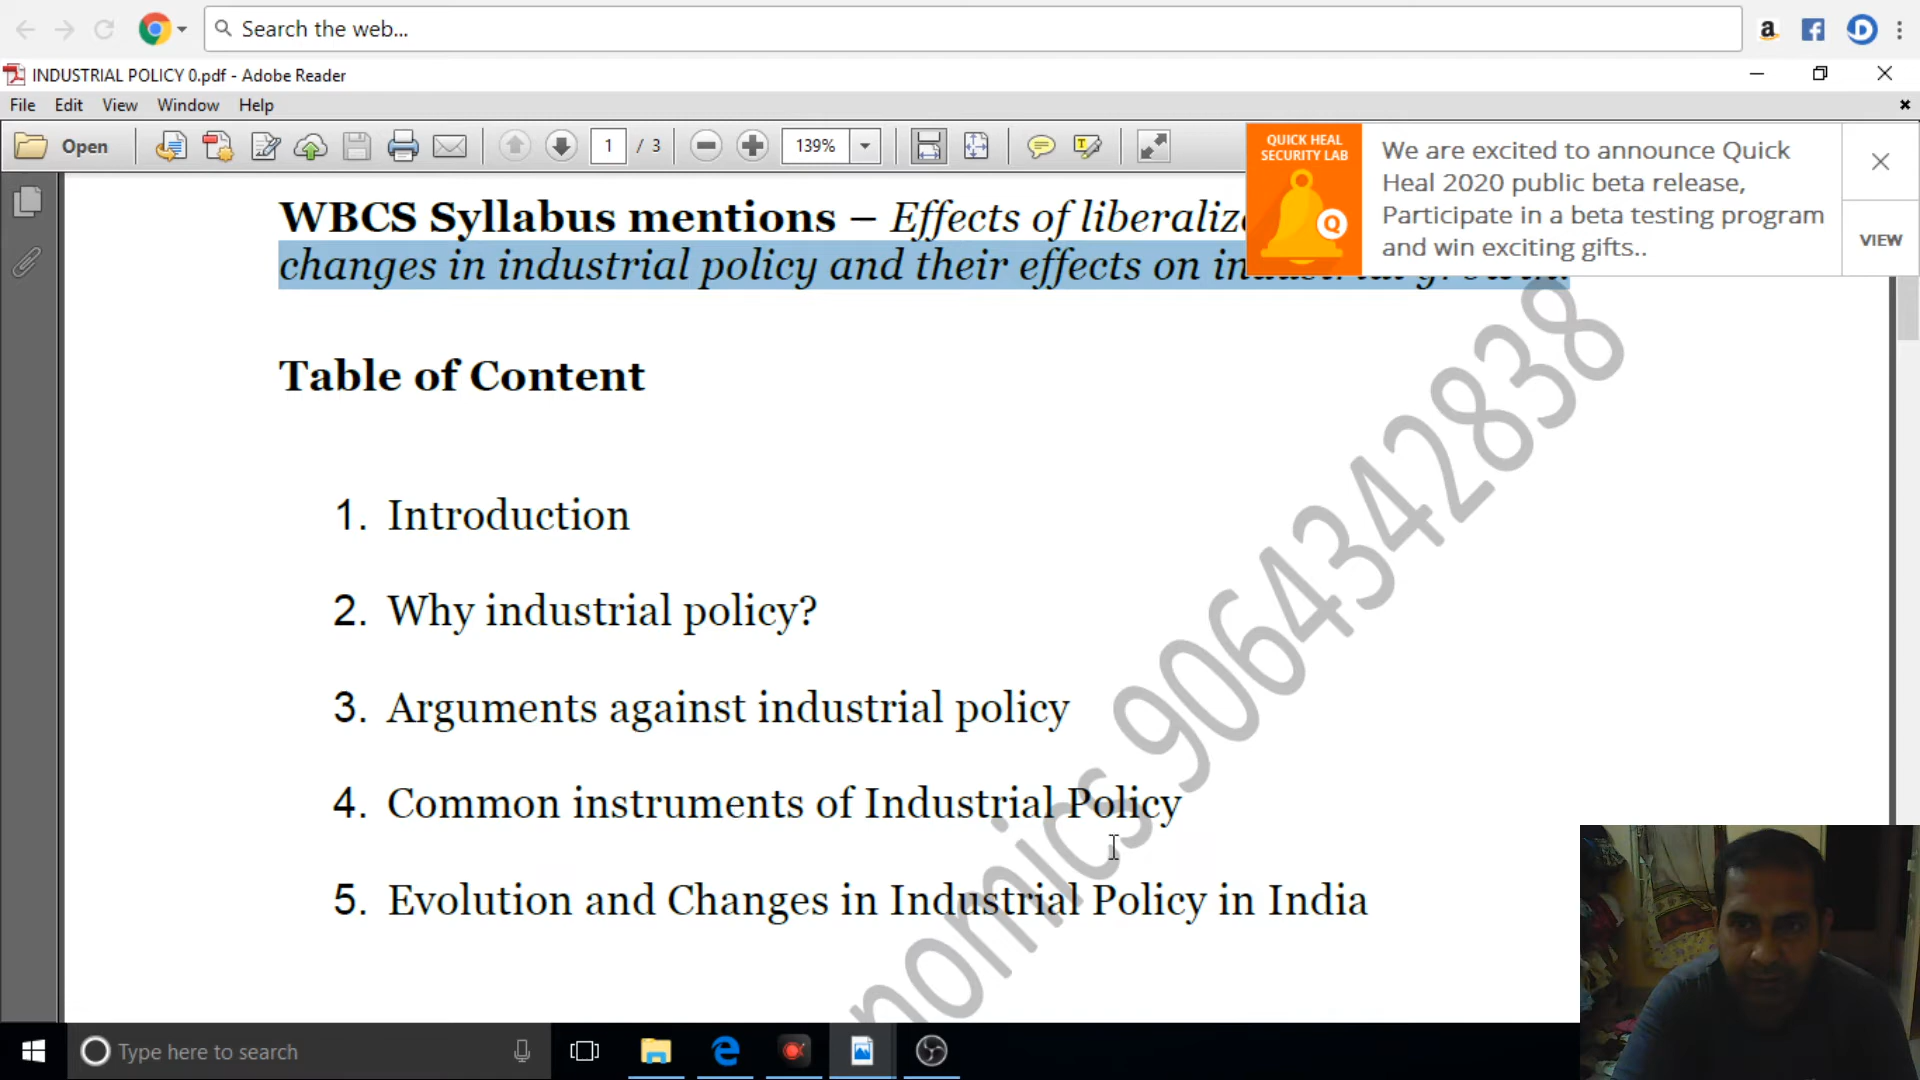 Search the web...
INDUSTRIAL POLICY 0.pdf - Adobe Reader
File Edit View Window Help
Open 1 / 3 139%
QUICK HEAL
SECURITY LAB
We are excited to announce Quick
Heal 2020 public beta release,
Participate in a beta testing program
and win exciting gifts..
VIEW
WBCS Syllabus mentions – Effects of
changes in industrial policy and their effects on
Table of Content
1. Introduction
2. Why industrial policy?
3. Arguments against industrial policy
4. Common instruments of Industrial Policy
5. Evolution and Changes in Industrial Policy in India
nomics 9064342838
Type here to search